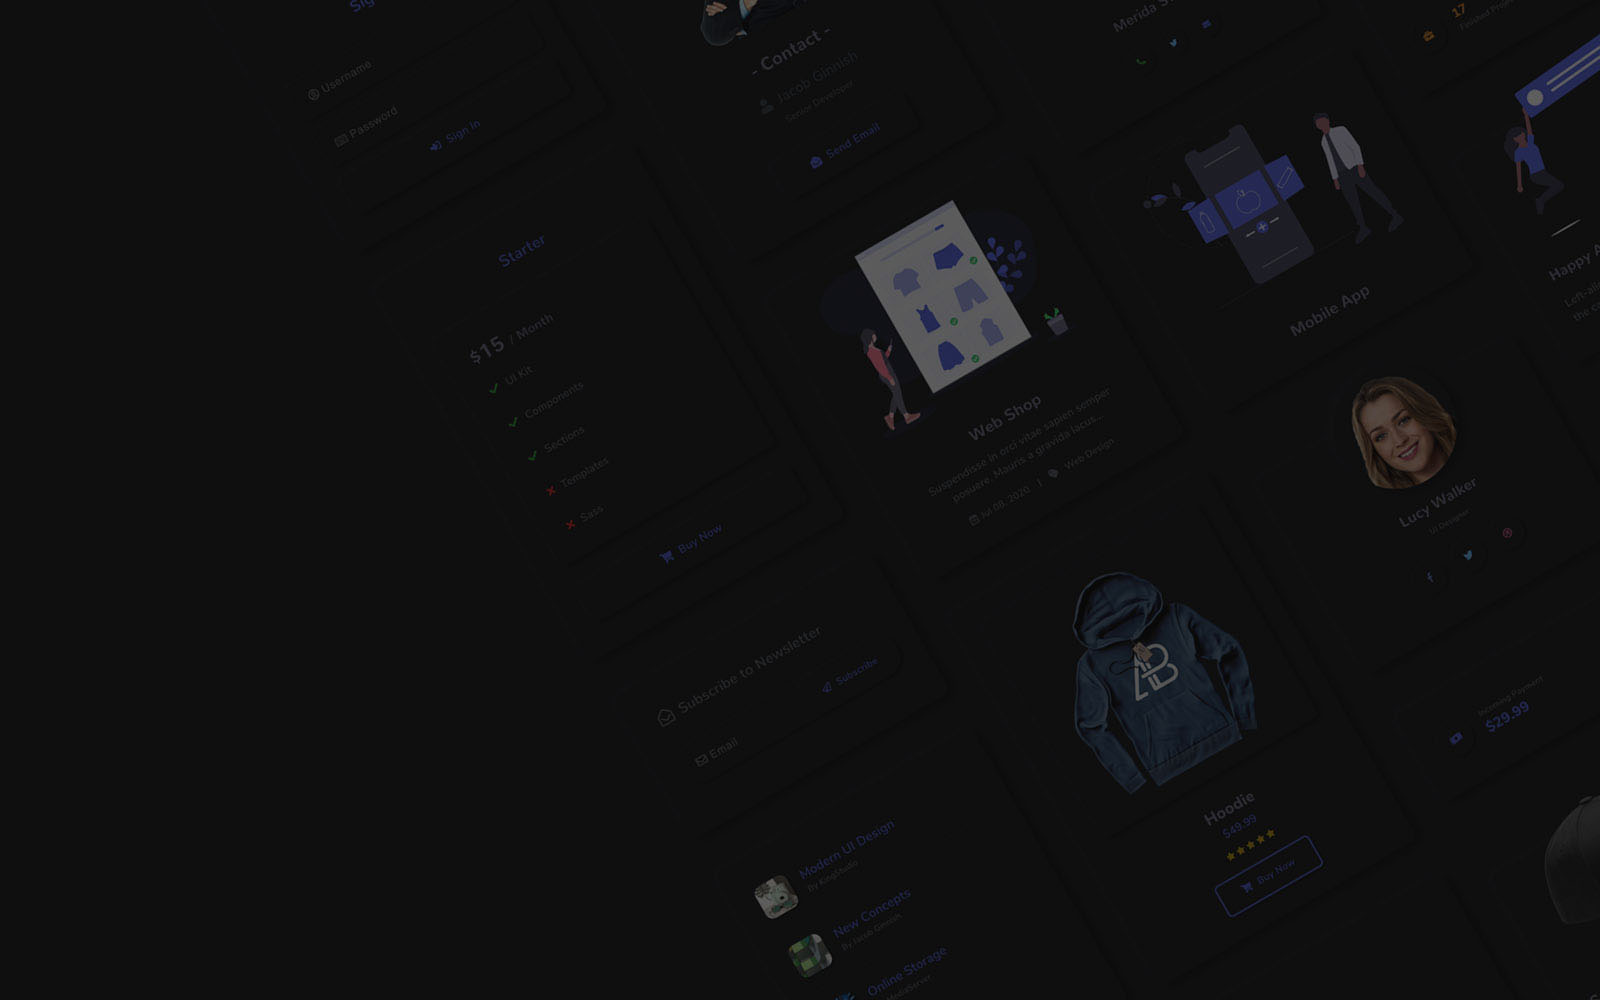 Sig
Username
Password
Sign In
- Contact -
Jacob Ginnish
Senior Developer
Send Email
Merida S
17
Finished Proje
Starter
$15 / Month
UI Kit
Components
Sections
Templates
Sass
Buy Now
Web Shop
Suspendisse in orci vitae sapien semper
posuere. Mauris a gravida lacus...
Jul 08, 2020 | Web Design
Mobile App
Happy A
Left-ali
the c
Lucy Walker
UI Designer
Subscribe to Newsletter
Subscribe
Email
AB
Hoodie
$49.99
Buy Now
Incoming Payment
$29.99
Modern UI Design
By KingStudio
New Concepts
By Jacob Ginnish
Online Storage
MediaServer